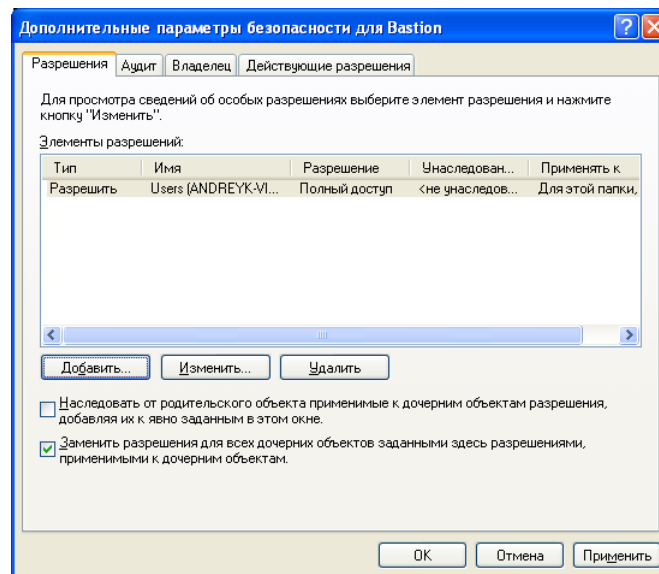 Дополнительные параметры безопасности для Bastion
Разрешения Аудит Владелец Действующие разрешения
Для просмотра сведений об особых разрешениях выберите элемент разрешения и нажмите
кнопку "Изменить".
Элементы разрешений:
Тип Имя Разрешение Унаследован... Применять к
Разрешить Users (ANDREYK-VI... Полный доступ <не унаследов... Для этой папки,
Добавить... Изменить... Удалить
Наследовать от родительского объекта применимые к дочерним объектам разрешения,
добавляя их к явно заданным в этом окне.
Заменить разрешения для всех дочерних объектов заданными здесь разрешениями,
применимыми к дочерним объектам.
OK Отмена Применить